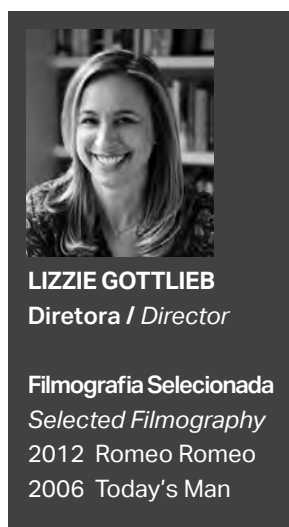 LIZZIE GOTTLIEB
Diretora / Director
Filmografia Selecionada
Selected Filmography
2012 Romeo Romeo
2006 Today's Man